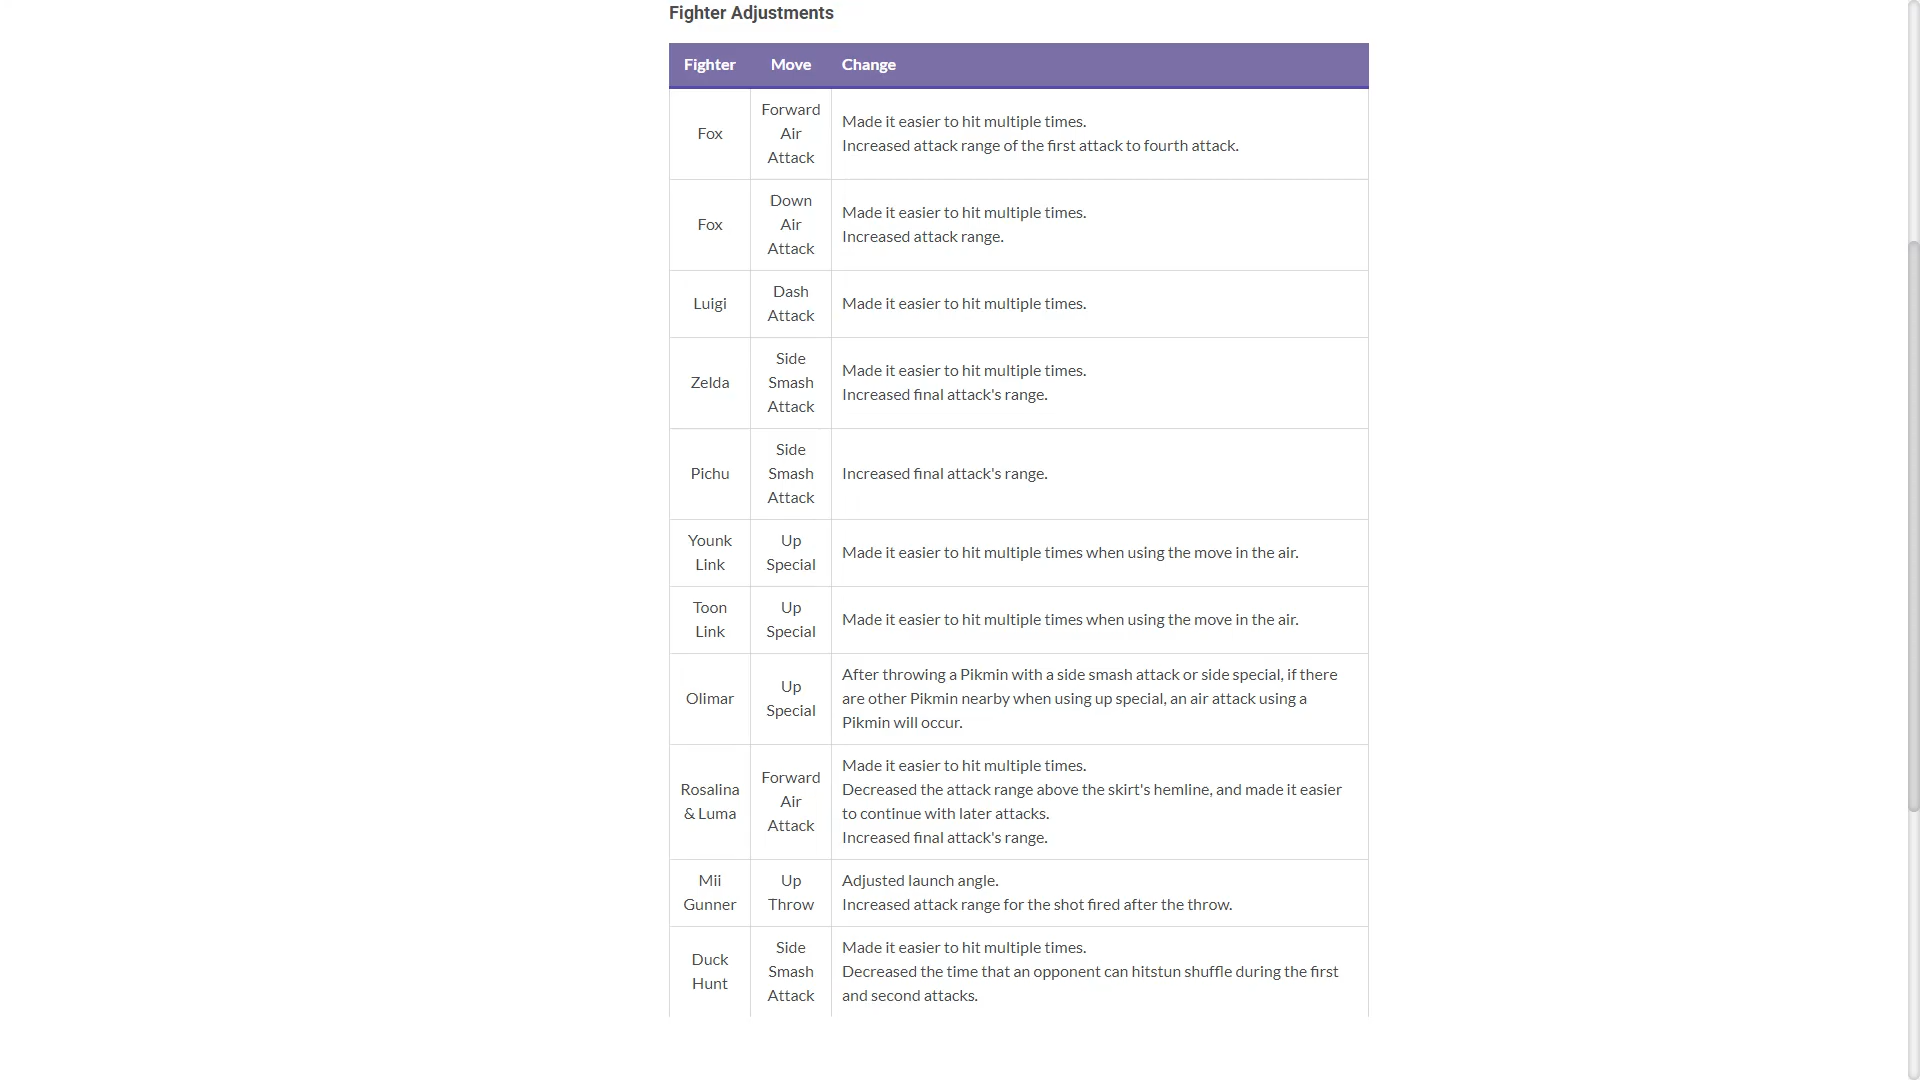 Fighter Adjustments
Fighter Move Change
Fox
Forward
Air
Attack
Made it easier to hit multiple times.
Increased attack range of the first attack to fourth attack.
Fox
Down
Air
Attack
Made it easier to hit multiple times.
Increased attack range.
Luigi
Dash
Attack
Made it easier to hit multiple times.
Zelda
Side
Smash
Attack
Made it easier to hit multiple times.
Increased final attack's range.
Pichu
Side
Smash
Attack
Increased final attack's range.
Younk
Link
Up
Special
Made it easier to hit multiple times when using the move in the air.
Toon
Link
Up
Special
Made it easier to hit multiple times when using the move in the air.
Olimar
Up
Special
After throwing a Pikmin with a side smash attack or side special, if there
are other Pikmin nearby when using up special, an air attack using a
Pikmin will occur.
Rosalina
& Luma
Forward
Air
Attack
Made it easier to hit multiple times.
Decreased the attack range above the skirt's hemline, and made it easier
to continue with later attacks.
Increased final attack's range.
Mii
Gunner
Up
Throw
Adjusted launch angle.
Increased attack range for the shot fired after the throw.
Duck
Hunt
Side
Smash
Attack
Made it easier to hit multiple times.
Decreased the time that an opponent can hitstun shuffle during the first
and second attacks.